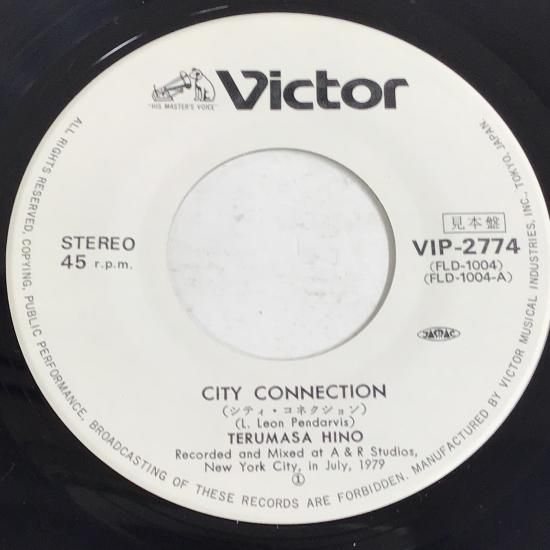 Victor
"HIS MASTER'S VOICE"
STEREO
45 r.p.m.
見本盤
VIP-2774
(FLD-1004)
(FLD-1004-A)
JASRAC
CITY CONNECTION
(シティ・コネクション)
(L. Leon Pendarvis)
TERUMASA HINO
Recorded and Mixed at A & R Studios,
New York City, in July, 1979
①
ALL RIGHTS RESERVED. COPYING, PUBLIC PERFORMANCE, BROADCASTING OF THESE RECORDS ARE FORBIDDEN. MANUFACTURED BY VICTOR MUSICAL INDUSTRIES, INC., TOKYO, JAPAN.